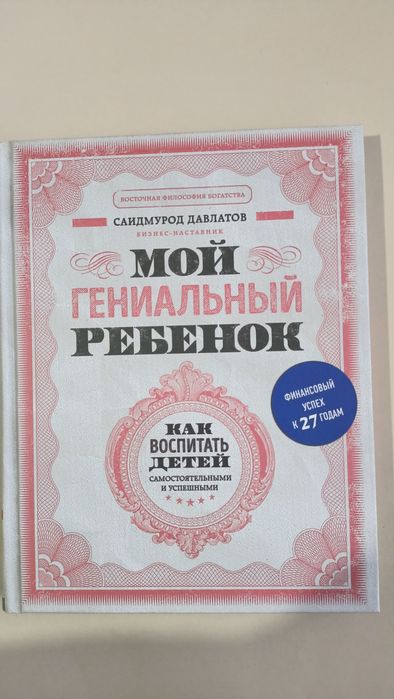 ВОСТОЧНАЯ ФИЛОСОФИЯ БОГАТСТВА
САИДМУРОД ДАВЛАТОВ
БИЗНЕС-НАСТАВНИК
МОЙ
ГЕНИАЛЬНЫЙ
РЕБЕНОК
ФИНАНСОВЫЙ
УСПЕХ
К 27 ГОДАМ
КАК
ВОСПИТАТЬ
ДЕТЕЙ
САМОСТОЯТЕЛЬНЫМИ
И УСПЕШНЫМИ